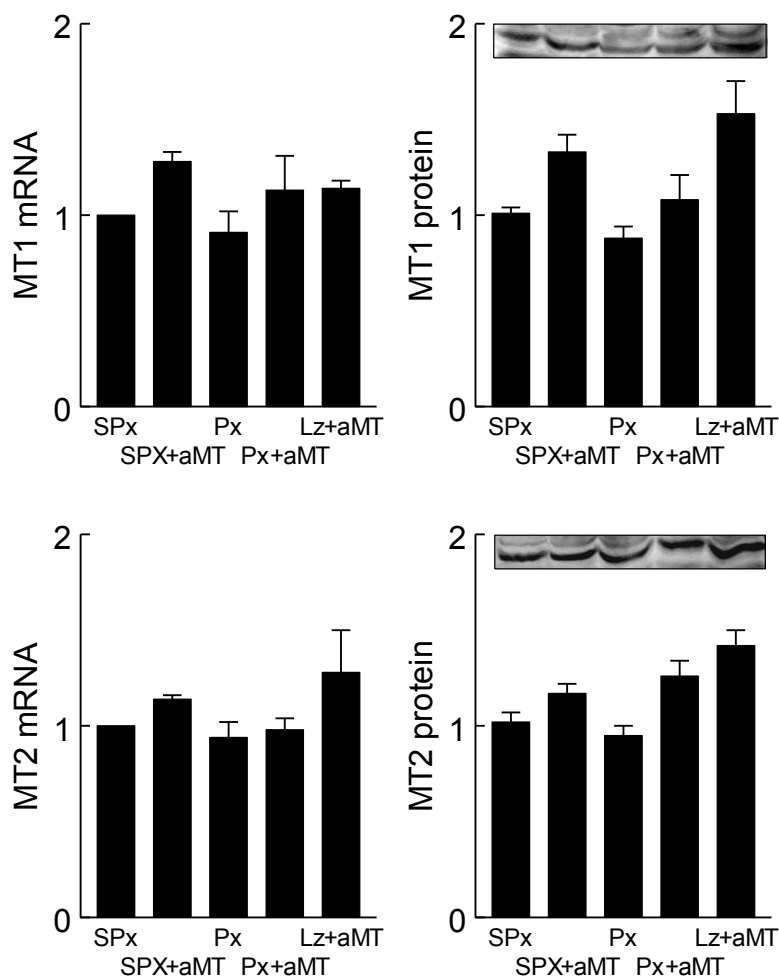 2
1
0
MT1 mRNA
SPx Px Lz+aMT
SPX+aMT Px+aMT
2
1
0
MT1 protein
SPx Px Lz+aMT
SPX+aMT Px+aMT
2
1
0
MT2 mRNA
SPx Px Lz+aMT
SPX+aMT Px+aMT
2
1
0
MT2 protein
SPx Px Lz+aMT
SPX+aMT Px+aMT